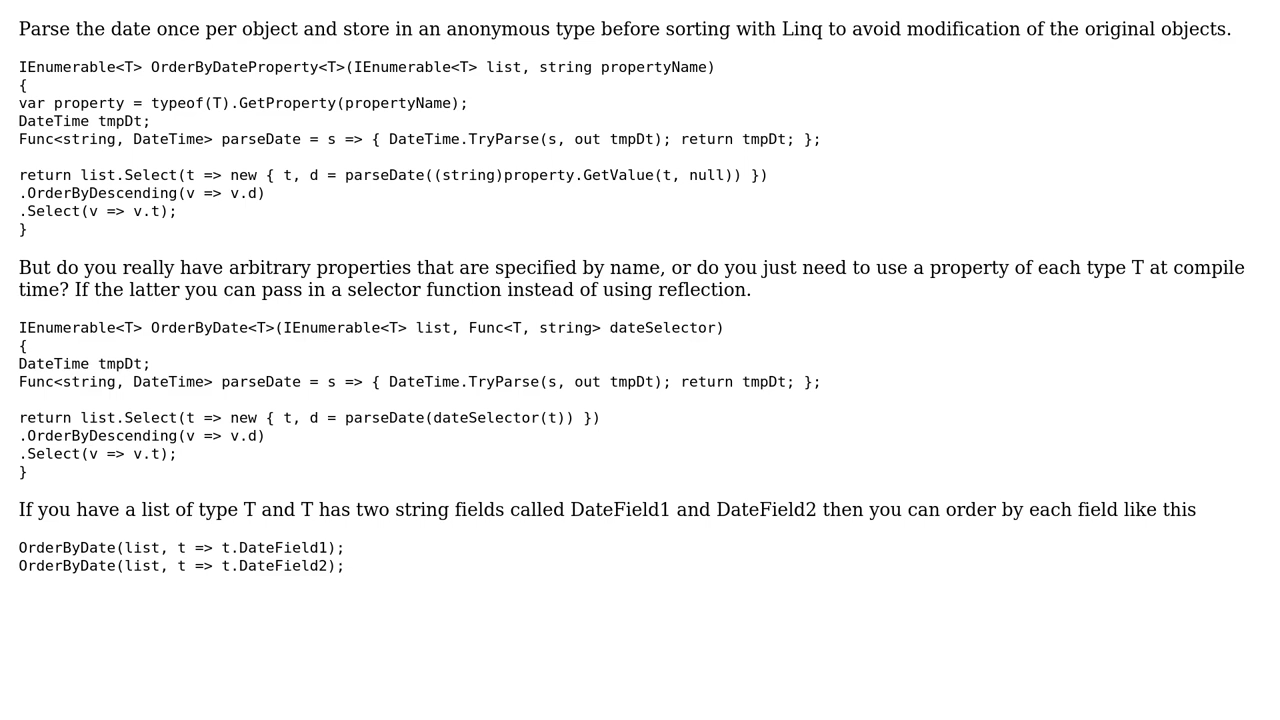 Parse the date once per object and store in an anonymous type before sorting with Linq to avoid modification of the original objects.
IEnumerable<T> OrderByDateProperty<T>(IEnumerable<T> list, string propertyName)
{
var property = typeof(T).GetProperty(propertyName);
DateTime tmpDt;
Func<string, DateTime> parseDate = s => { DateTime.TryParse(s, out tmpDt); return tmpDt; };
return list.Select(t => new { t, d = parseDate((string)property.GetValue(t, null)) })
.OrderByDescending(v => v.d)
.Select(v => v.t);
}
But do you really have arbitrary properties that are specified by name, or do you just need to use a property of each type T at compile
time? If the latter you can pass in a selector function instead of using reflection.
IEnumerable<T> OrderByDate<T>(IEnumerable<T> list, Func<T, string> dateSelector)
{
DateTime tmpDt;
Func<string, DateTime> parseDate = s => { DateTime.TryParse(s, out tmpDt); return tmpDt; };
return list.Select(t => new { t, d = parseDate(dateSelector(t)) })
.OrderByDescending(v => v.d)
.Select(v => v.t);
}
If you have a list of type T and T has two string fields called DateField1 and DateField2 then you can order by each field like this
OrderByDate(list, t => t.DateField1);
OrderByDate(list, t => t.DateField2);